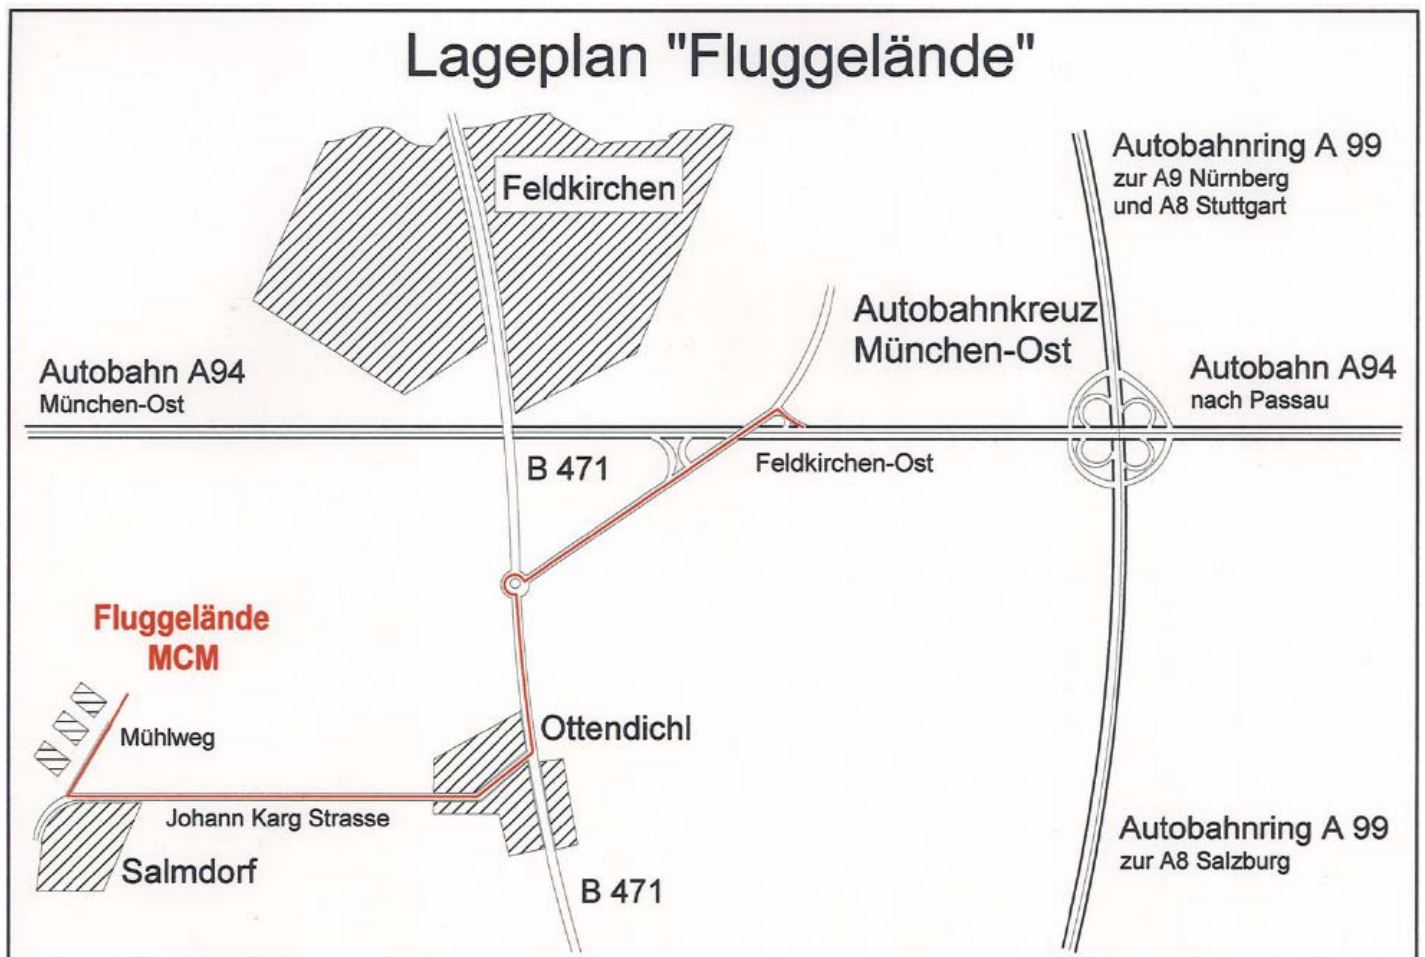 Lageplan "Fluggelände"
Feldkirchen
Autobahnring A 99
zur A9 Nürnberg
und A8 Stuttgart
Autobahnkreuz
München-Ost
Autobahn A94
München-Ost
Autobahn A94
nach Passau
B 471
Feldkirchen-Ost
Fluggelände
MCM
Mühlweg
Ottendichl
Johann Karg Strasse
Salmdorf
B 471
Autobahnring A 99
zur A8 Salzburg